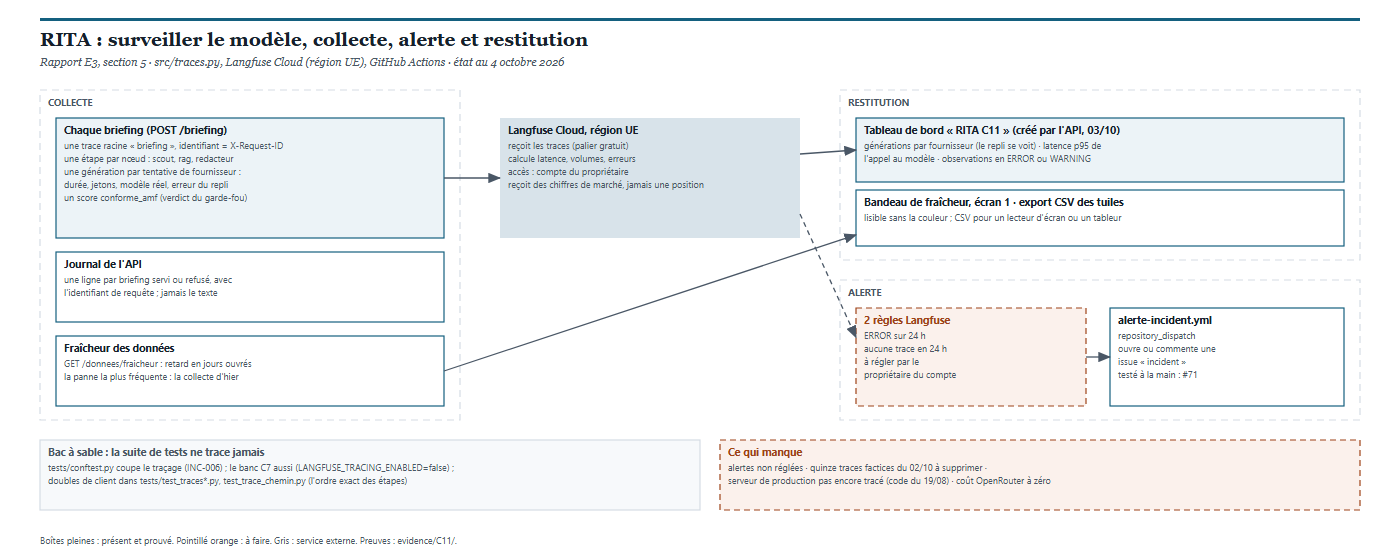 RITA : surveiller le modèle, collecte, alerte et restitution
Rapport E3, section 5 · src/traces.py, Langfuse Cloud (région UE), GitHub Actions · état au 4 octobre 2026
COLLECTE
Chaque briefing (POST /briefing)
une trace racine « briefing », identifiant = X-Request-ID
une étape par nœud : scout, rag, redacteur
une génération par tentative de fournisseur :
durée, jetons, modèle réel, erreur du repli
un score conforme_amf (verdict du garde-fou)
Journal de l'API
une ligne par briefing servi ou refusé, avec
l'identifiant de requête ; jamais le texte
Fraîcheur des données
GET /donnees/fraicheur : retard en jours ouvrés
la panne la plus fréquente : la collecte d'hier
Langfuse Cloud, région UE
reçoit les traces (palier gratuit)
calcule latence, volumes, erreurs
accès : compte du propriétaire
reçoit des chiffres de marché, jamais une position
RESTITUTION
Tableau de bord « RITA C11 » (créé par l'API, 03/10)
générations par fournisseur (le repli se voit) · latence p95 de
l'appel au modèle · observations en ERROR ou WARNING
Bandeau de fraîcheur, écran 1 · export CSV des tuiles
lisible sans la couleur ; CSV pour un lecteur d'écran ou un tableur
ALERTE
2 règles Langfuse
ERROR sur 24 h
aucune trace en 24 h
à régler par le
propriétaire du compte
alerte-incident.yml
repository_dispatch
ouvre ou commente une
issue « incident »
testé à la main : #71
Bac à sable : la suite de tests ne trace jamais
tests/conftest.py coupe le traçage (INC-006) ; le banc C7 aussi (LANGFUSE_TRACING_ENABLED=false) ;
doubles de client dans tests/test_traces*.py, test_trace_chemin.py (l'ordre exact des étapes)
Ce qui manque
alertes non réglées · quinze traces factices du 02/10 à supprimer ·
serveur de production pas encore tracé (code du 19/08) · coût OpenRouter à zéro
Boîtes pleines : présent et prouvé. Pointillé orange : à faire. Gris : service externe. Preuves : evidence/C11/.